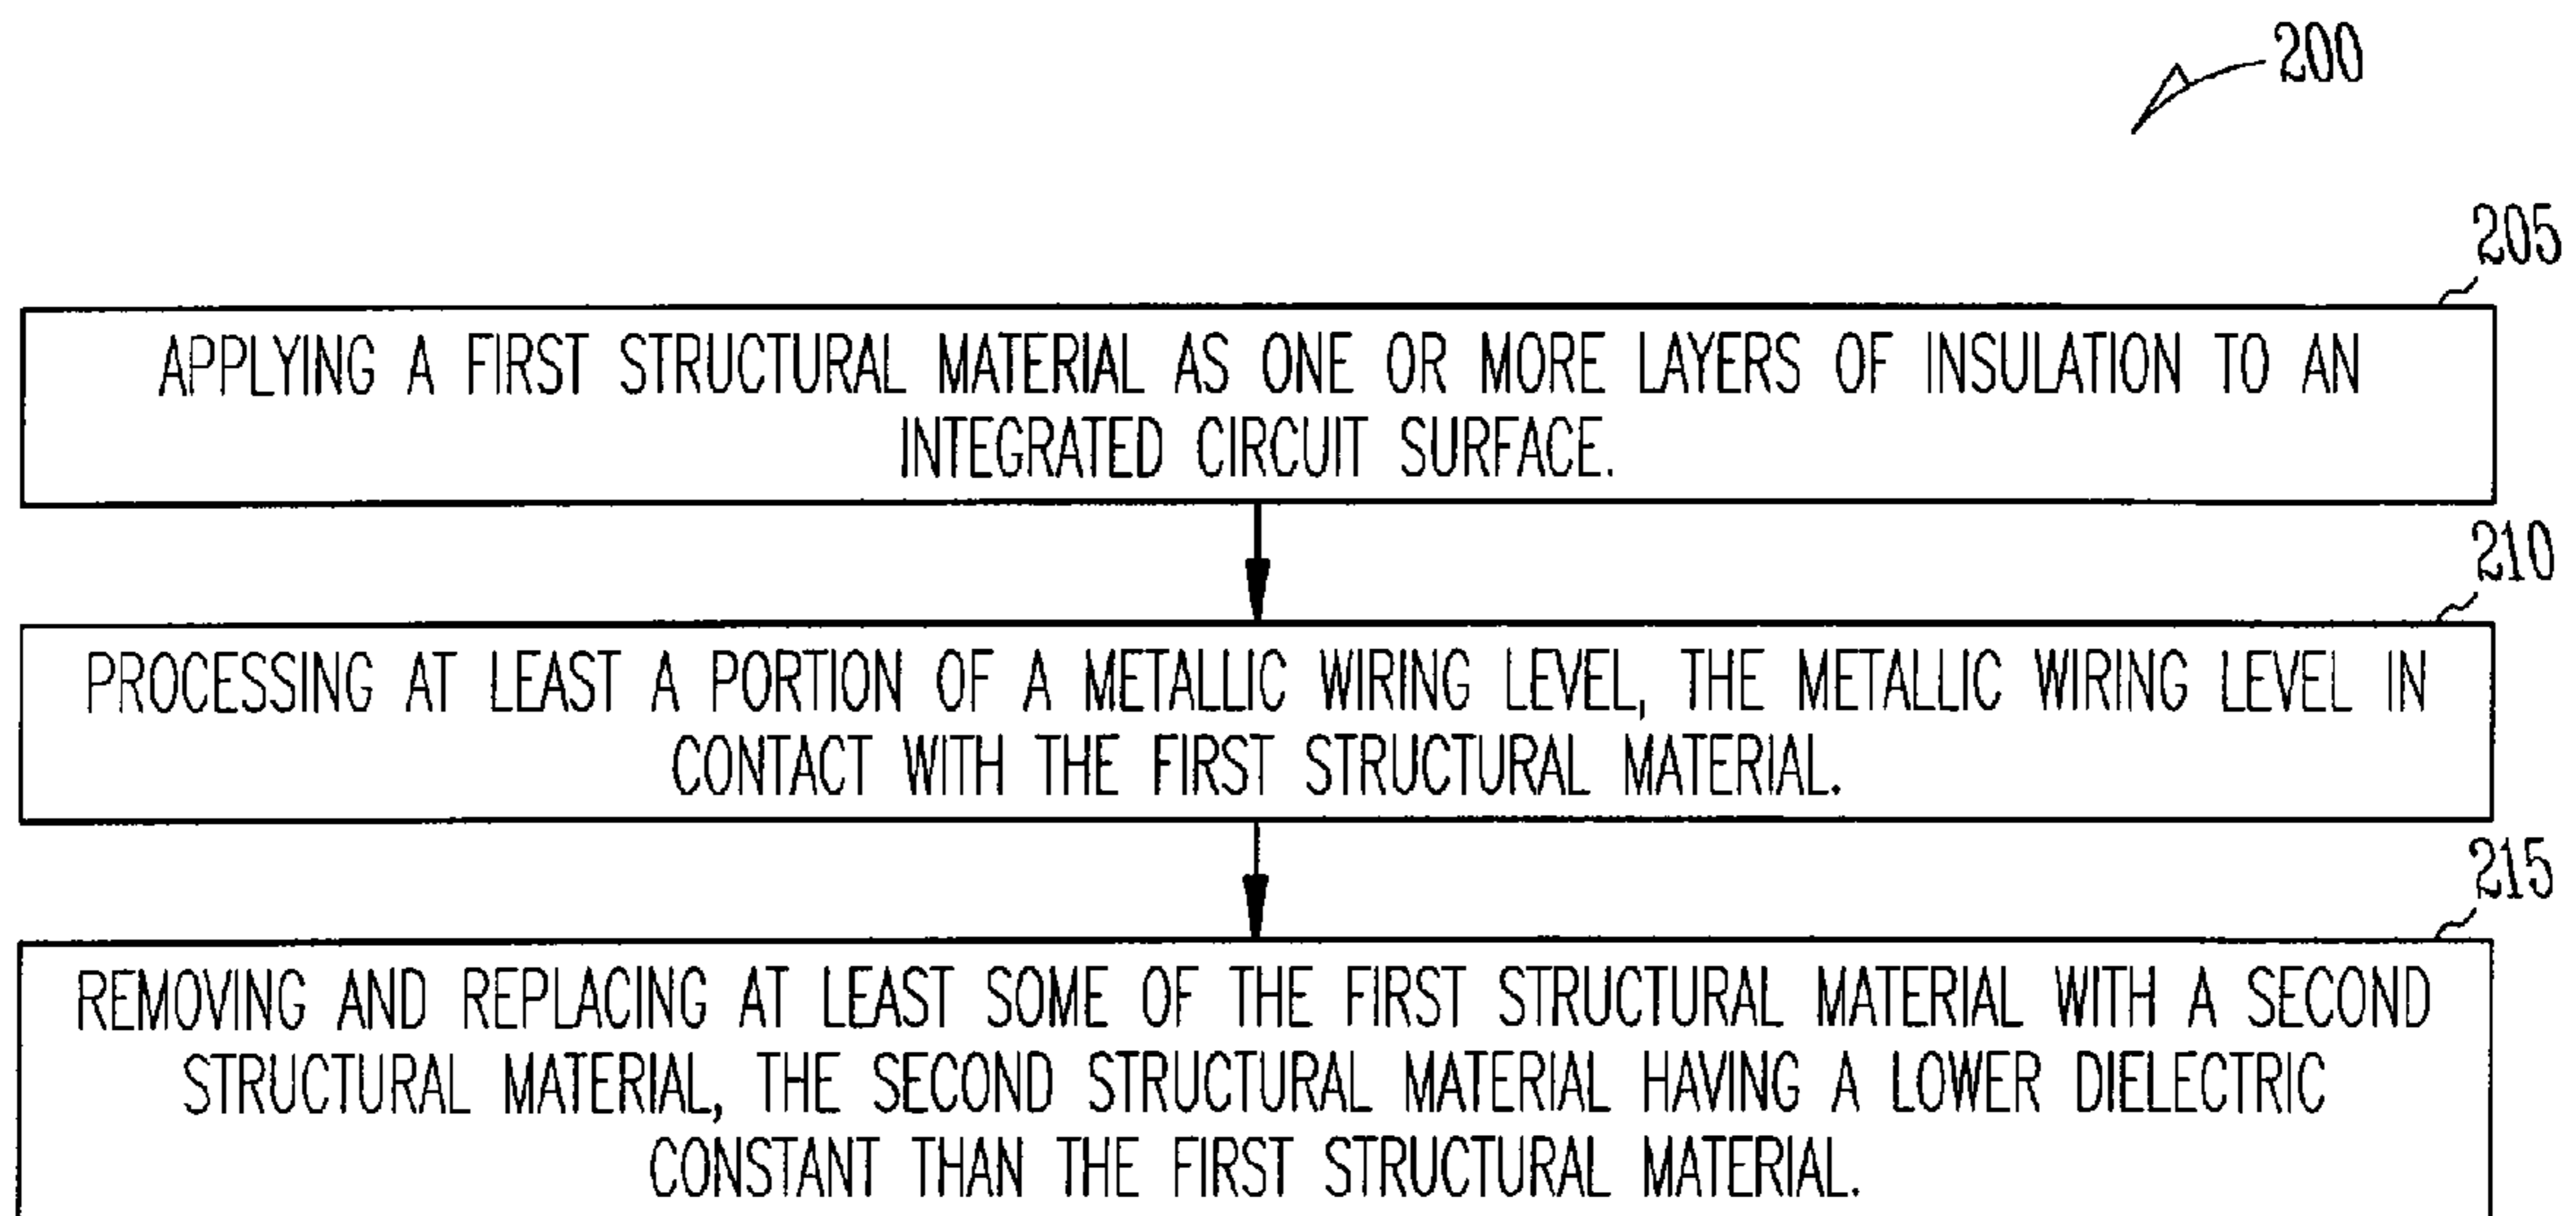 200
205
APPLYING A FIRST STRUCTURAL MATERIAL AS ONE OR MORE LAYERS OF INSULATION TO AN
INTEGRATED CIRCUIT SURFACE.
210
PROCESSING AT LEAST A PORTION OF A METALLIC WIRING LEVEL, THE METALLIC WIRING LEVEL IN
CONTACT WITH THE FIRST STRUCTURAL MATERIAL.
215
REMOVING AND REPLACING AT LEAST SOME OF THE FIRST STRUCTURAL MATERIAL WITH A SECOND
STRUCTURAL MATERIAL, THE SECOND STRUCTURAL MATERIAL HAVING A LOWER DIELECTRIC
CONSTANT THAN THE FIRST STRUCTURAL MATERIAL.